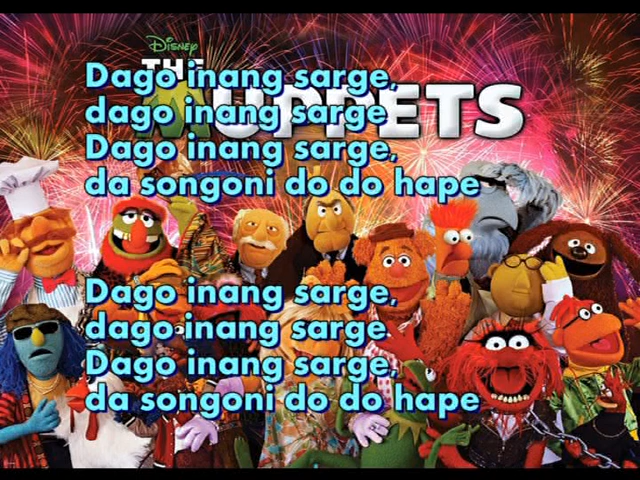 Disney
THE
MUPPETS
Dago inang sarge,
dago inang sarge
Dago inang sarge,
da songoni do do hape
Dago inang sarge,
dago inang sarge
Dago inang sarge,
da songoni do do hape